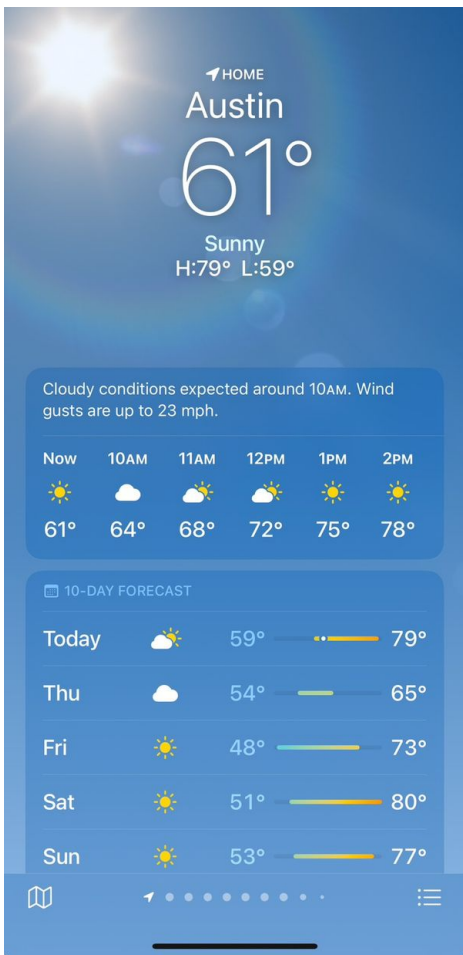 HOME
Austin
61°
Sunny
H:79° L:59°
Cloudy conditions expected around 10AM. Wind
gusts are up to 23 mph.
Now 10AM 11AM 12PM 1PM 2PM
61° 64° 68° 72° 75° 78°
10-DAY FORECAST
Today 59° 79°
Thu 54° 65°
Fri 48° 73°
Sat 51° 80°
Sun 53° 77°